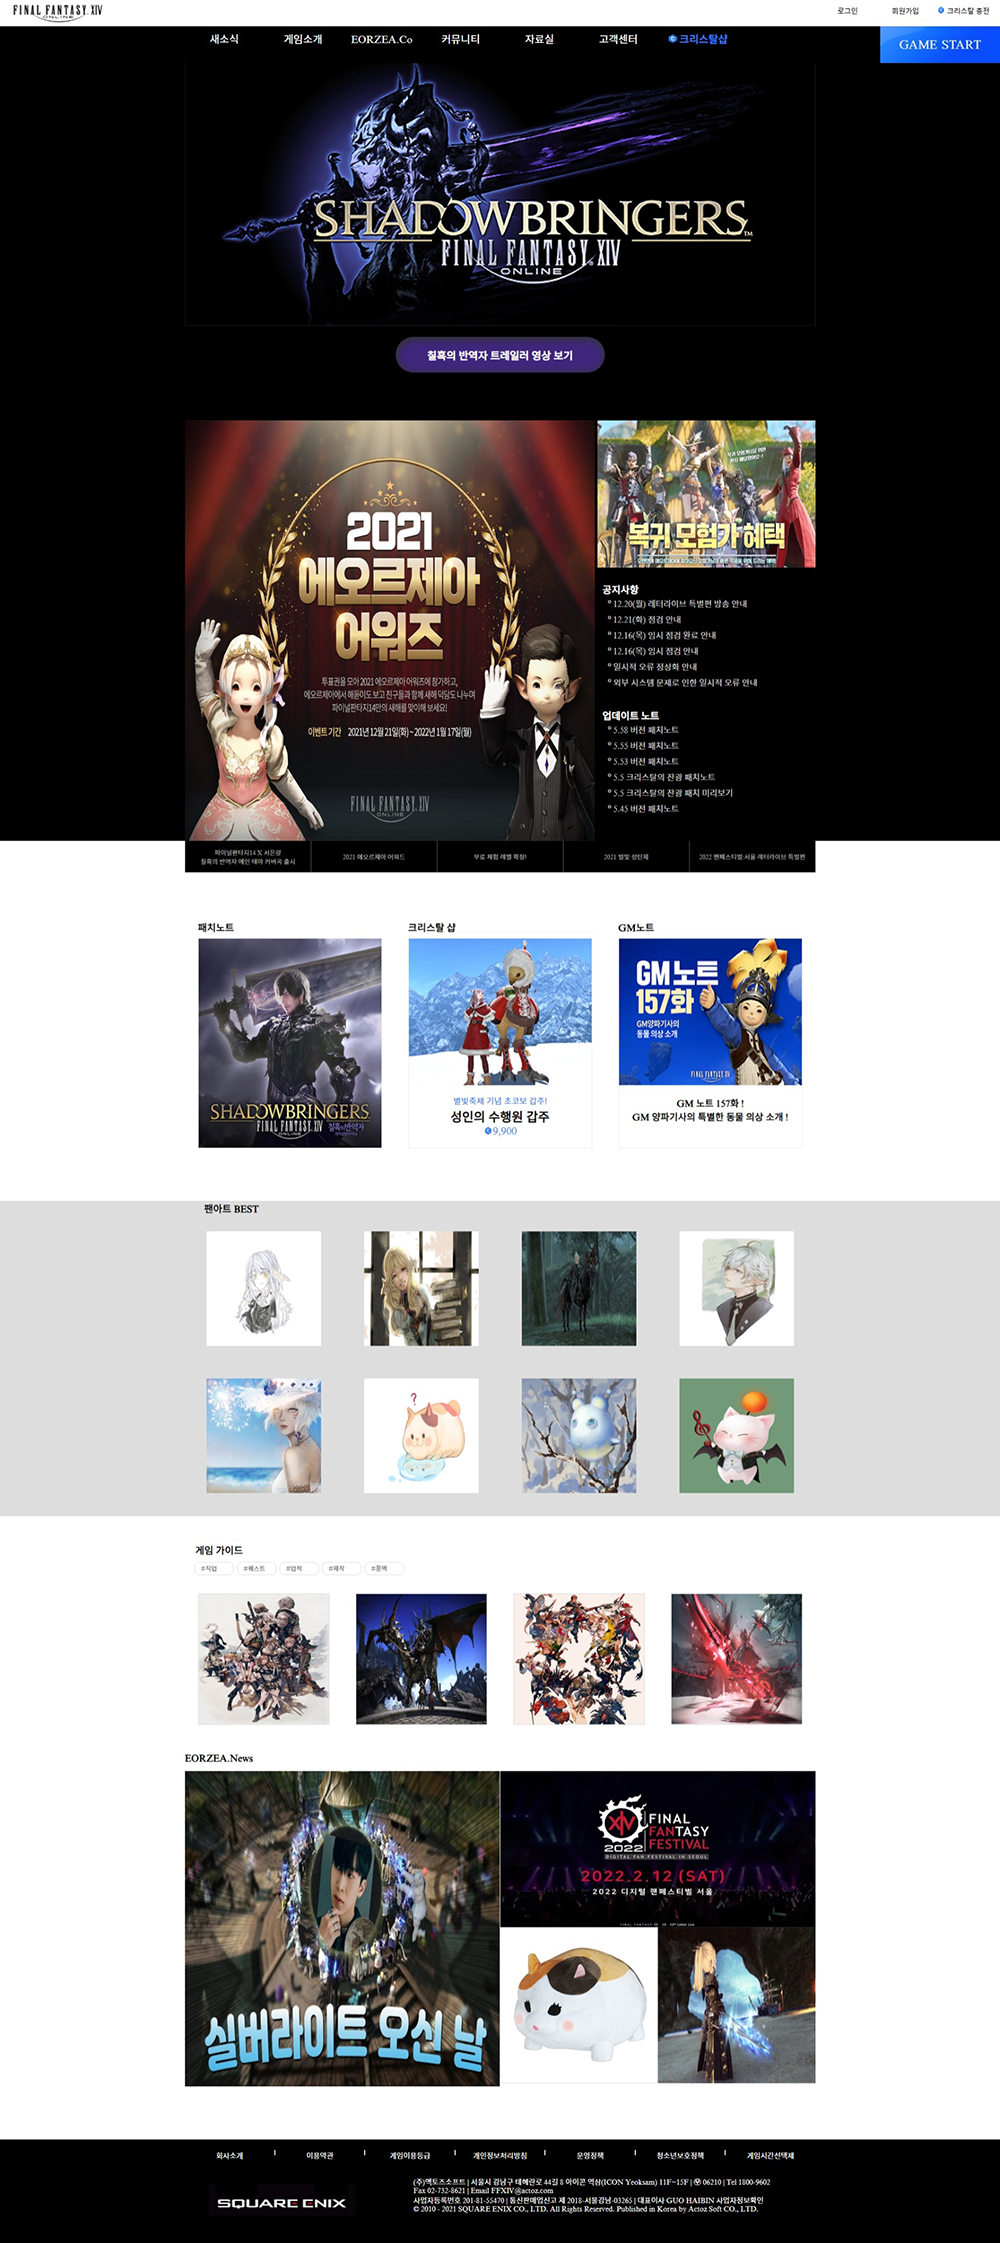 FINAL FANTASY XIV
ONLINE
로그인 회원가입 크리스탈 충전
새소식 게임소개 EORZEA.Co 커뮤니티 자료실 고객센터 크리스탈샵
GAME START
SHADOWBRINGERS™
FINAL FANTASY® XIV
ONLINE
칠흑의 반역자 트레일러 영상 보기
2021
에오르제아
어워즈
투표권을 모아 2021 에오르제아 어워즈에 참가하고,
에오르제아에서 해돋이도 보고 친구들과 함께 새해 덕담도 나누며
파이널판타지14만의 새해를 맞이해 보세요!
이벤트 기간 2021년 12월 21일(화) ~ 2022년 1월 17일(월)
FINAL FANTASY XIV
ONLINE
복귀 모험가 혜택
공지사항
12.20(월) 레터라이브 특별편 방송 안내
12.21(화) 점검 안내
12.16(목) 임시 점검 완료 안내
12.16(목) 임시 점검 안내
일시적 오류 정상화 안내
외부 시스템 문제로 인한 일시적 오류 안내
업데이트 노트
5.58 버전 패치노트
5.55 버전 패치노트
5.53 버전 패치노트
5.5 크리스탈의 잔광 패치노트
5.5 크리스탈의 잔광 패치 미리보기
5.45 버전 패치노트
파이널판타지14 X 서은광
칠흑의 반역자 메인 테마 커버곡 출시
2021 에오르제아 어워드
무료 체험 레벨 확장!
2021 별빛 성탄제
2022 팬페스티벌:서울 레터라이브 특별편
패치노트
SHADOWBRINGERS
FINAL FANTASY XIV
ONLINE
칠흑의 반역자
크리스탈 샵
별빛축제 기념 초코보 갑주!
성인의 수행원 갑주
9,900
GM노트
GM 노트
157화
GM양파기사의
동물 의상 소개
FINAL FANTASY XIV
GM 노트 157화 !
GM 양파기사의 특별한 동물 의상 소개 !
팬아트 BEST
?
게임 가이드
#직업 #퀘스트 #업적 #제작 #풍맥
EORZEA.News
실버라이트 오신 날
XIV
2022
FINAL
FANTASY
FESTIVAL
DIGITAL FAN FESTIVAL IN SEOUL
2022.2.12 (SAT)
2022 디지털 팬페스티벌 서울
회사소개 이용약관 게임이용등급 개인정보처리방침 운영정책 청소년보호정책 게임시간선택제
SQUARE ENIX
(주)액토즈소프트 | 서울시 강남구 테헤란로 44길 8 아이콘 역삼(ICON Yeoksam) 11F~15F | ㉾ 06210 | Tel 1800-9602
Fax 02-732-8621 | Email FFXIV@actoz.com
사업자등록번호 201-81-55470 | 통신판매업신고 제 2018-서울강남-03265 | 대표이사 GUO HAIBIN 사업자정보확인
© 2010 - 2021 SQUARE ENIX CO., LTD. All Rights Reserved. Published in Korea by Actoz Soft CO., LTD.